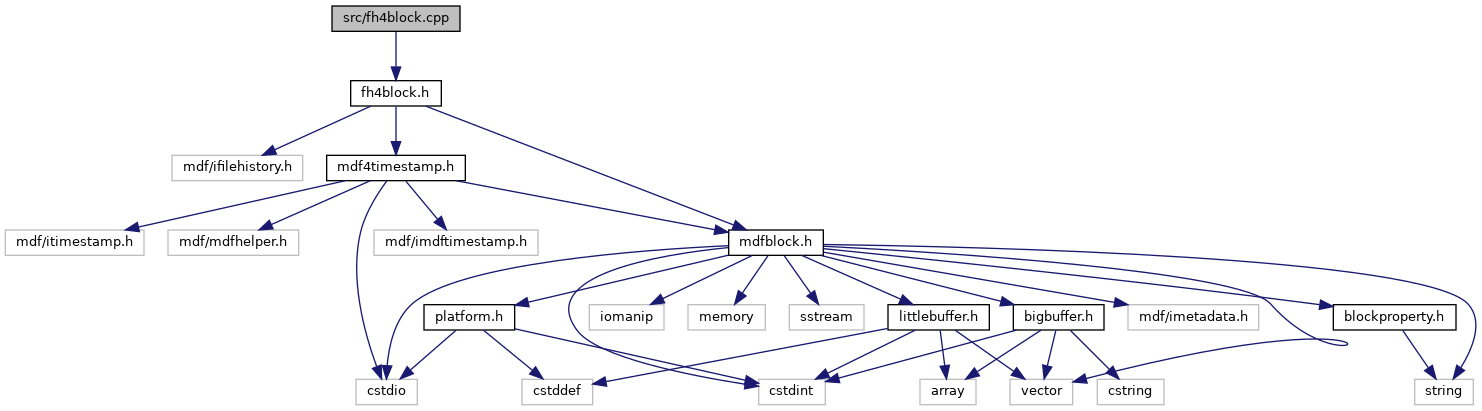 src/fh4block.cpp
fh4block.h
mdf/ifilehistory.h
mdf4timestamp.h
mdf/itimestamp.h
mdf/mdfhelper.h
mdf/imdftimestamp.h
mdfblock.h
platform.h
iomanip
memory
sstream
littlebuffer.h
bigbuffer.h
mdf/imetadata.h
blockproperty.h
cstdio
cstddef
cstdint
array
vector
cstring
string